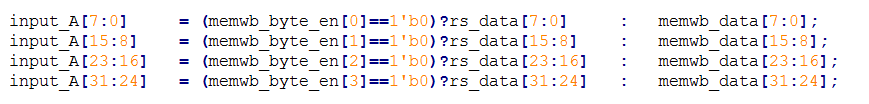 input_A[7:0] = (memwb_byte_en[0]==1'b0)?rs_data[7:0] : memwb_data[7:0];
input_A[15:8] = (memwb_byte_en[1]==1'b0)?rs_data[15:8] : memwb_data[15:8];
input_A[23:16] = (memwb_byte_en[2]==1'b0)?rs_data[23:16] : memwb_data[23:16];
input_A[31:24] = (memwb_byte_en[3]==1'b0)?rs_data[31:24] : memwb_data[31:24];